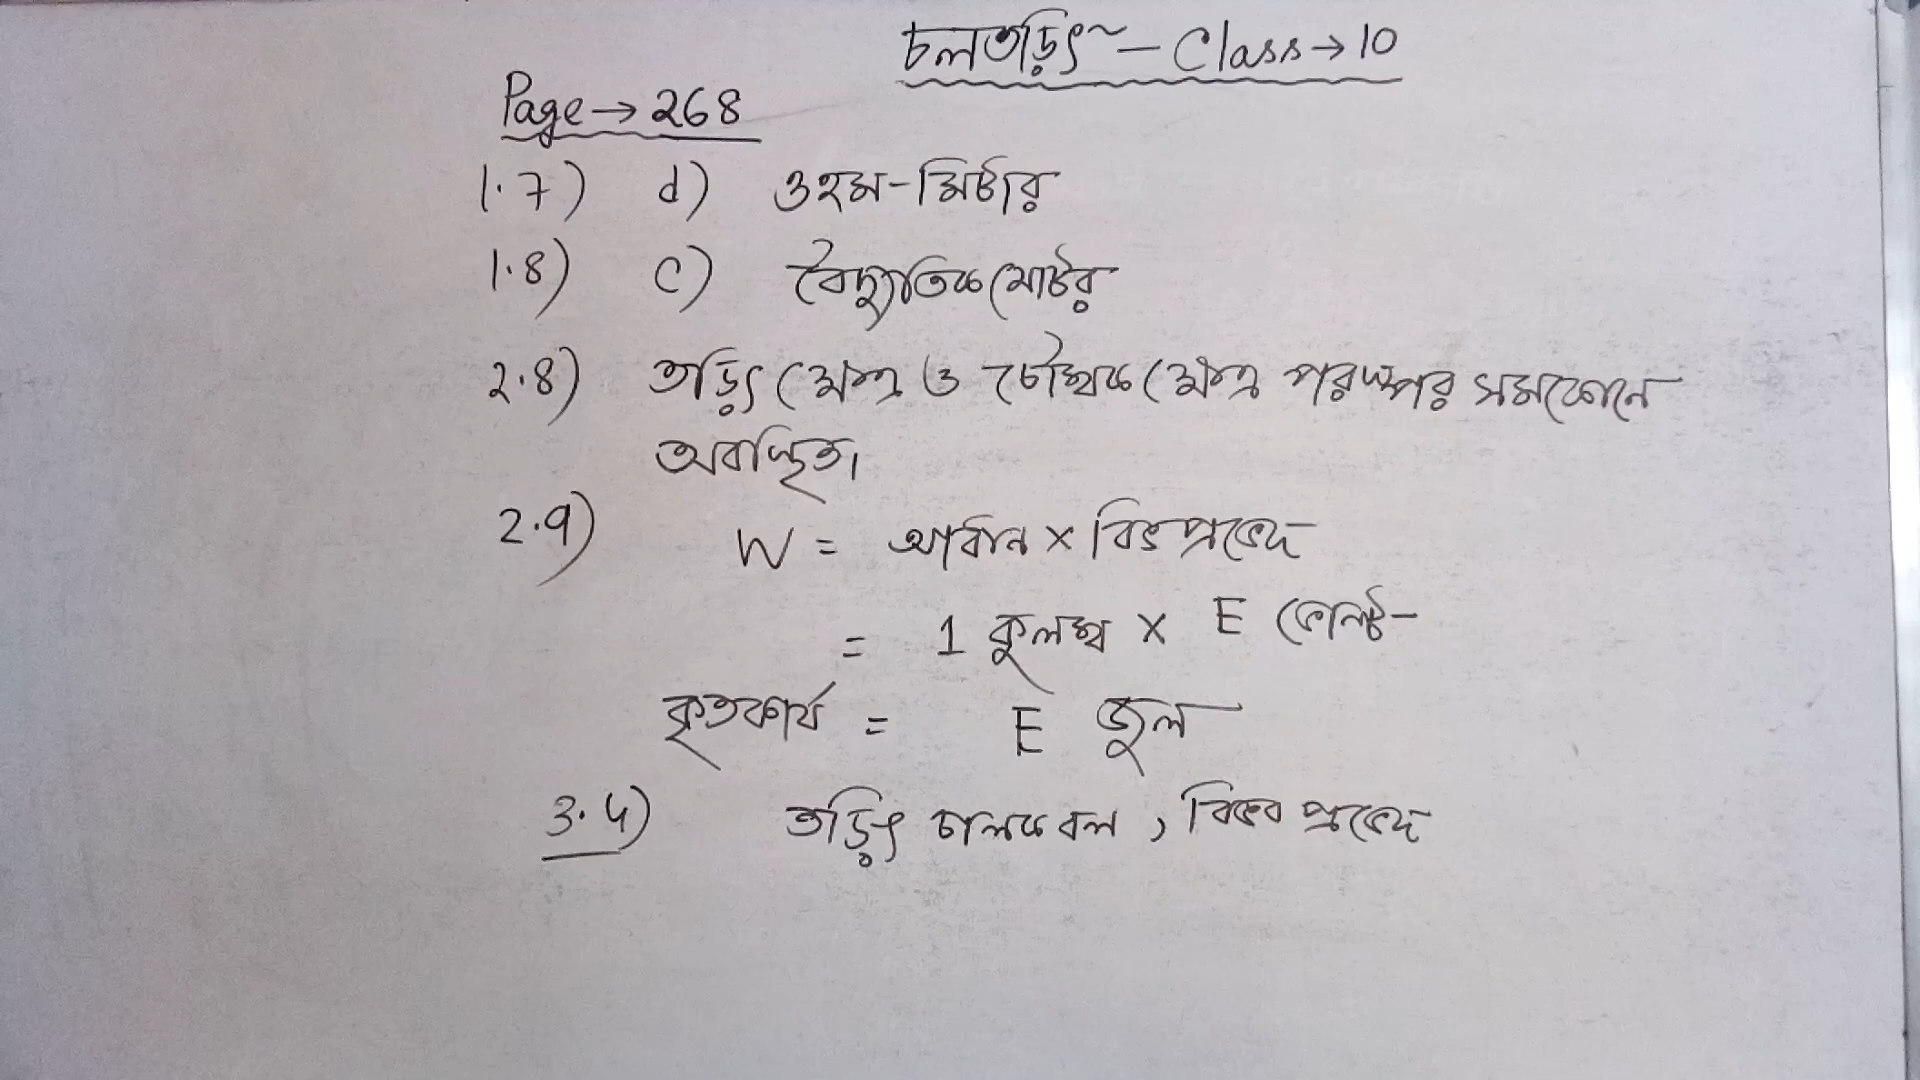 চলতড়িৎ — Class → 10
Page → 268
1.7) d) ওহম-মিটার
1.8) c) বৈদ্যুতিক মোটর
2.8) তড়িৎ ক্ষেত্র ও চৌম্বক ক্ষেত্র পরস্পর সমকোনে
অবস্থিত।
2.9) W = আধান × বিভপ্রভেদ
= 1 কুলম্ব × E ভোল্ট
কৃতকার্য = E জুল
3.4) তড়িৎ চালক বল, বিভব প্রভেদ